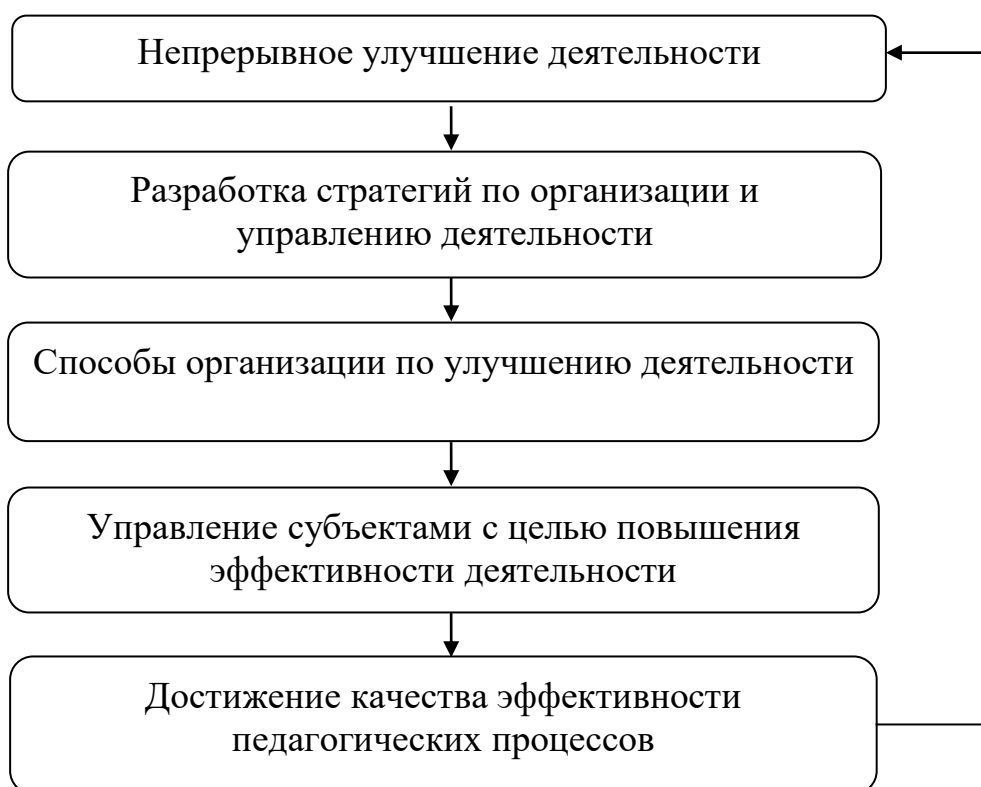 Непрерывное улучшение деятельности
Разработка стратегий по организации и
управлению деятельности
Способы организации по улучшению деятельности
Управление субъектами с целью повышения
эффективности деятельности
Достижение качества эффективности
педагогических процессов